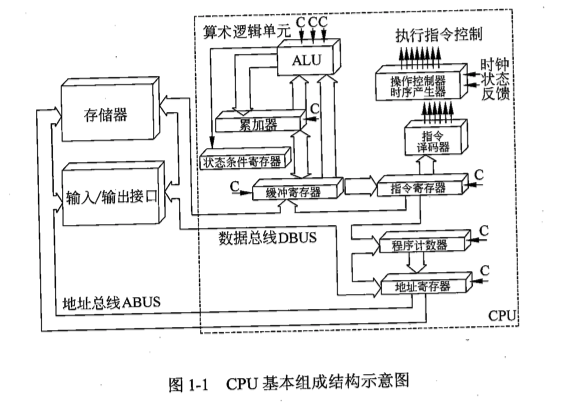 算术逻辑单元
C CC
ALU
执行指令控制
操作控制器
时序产生器
时钟
状态
反馈
存储器
累加器
C
指令
译码器
状态条件寄存器
输入/输出接口
C
缓冲寄存器
指令寄存器
C
数据总线DBUS
程序计数器
C
C
地址寄存器
地址总线ABUS
CPU
图 1-1 CPU 基本组成结构示意图